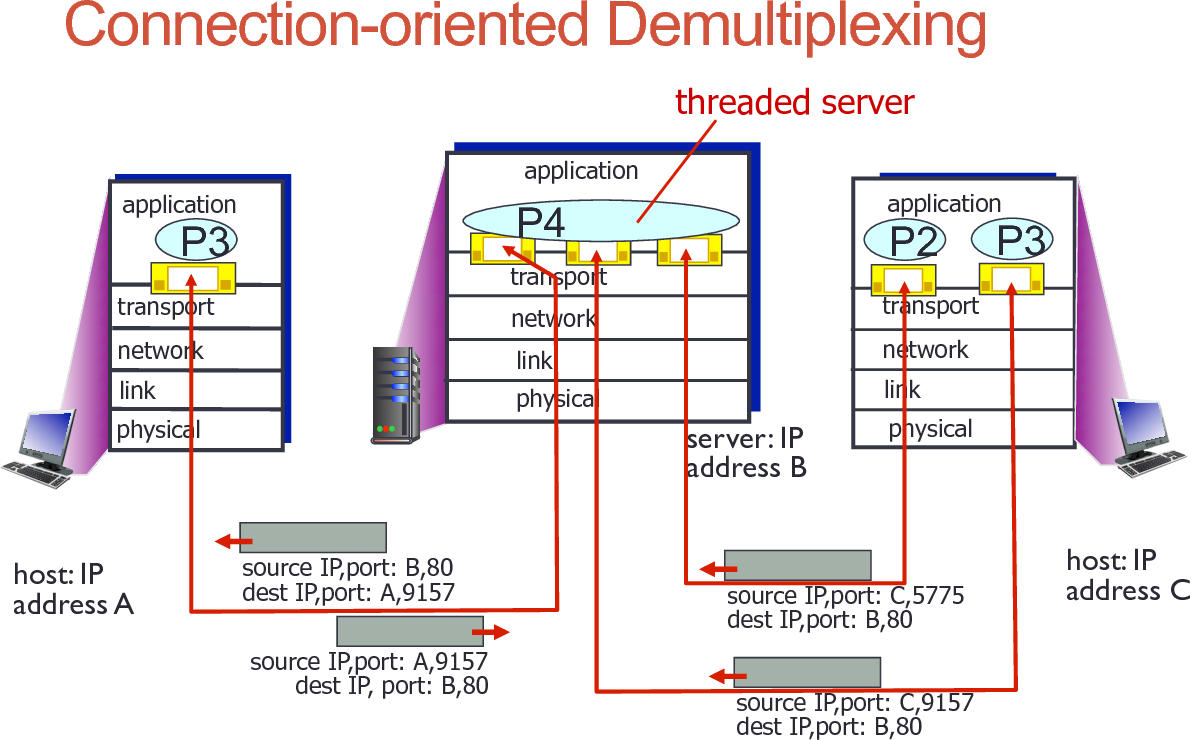 Connection-oriented Demultiplexing
threaded server
application
P3
transport
network
link
physical
application
P4
transport
network
link
physical
server: IP
address B
application
P2 P3
transport
network
link
physical
host: IP
address A
source IP,port: B,80
dest IP,port: A,9157
source IP,port: A,9157
dest IP, port: B,80
source IP,port: C,5775
dest IP,port: B,80
source IP,port: C,9157
dest IP,port: B,80
host: IP
address C